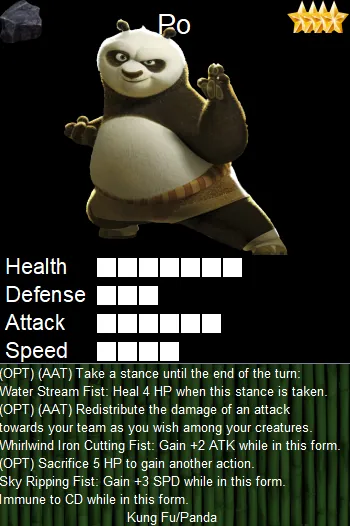 Po
Health
Defense
Attack
Speed
(OPT) (AAT) Take a stance until the end of the turn:
Water Stream Fist: Heal 4 HP when this stance is taken.
(OPT) (AAT) Redistribute the damage of an attack
towards your team as you wish among your creatures.
Whirlwind Iron Cutting Fist: Gain +2 ATK while in this form.
(OPT) Sacrifice 5 HP to gain another action.
Sky Ripping Fist: Gain +3 SPD while in this form.
Immune to CD while in this form.
Kung Fu/Panda